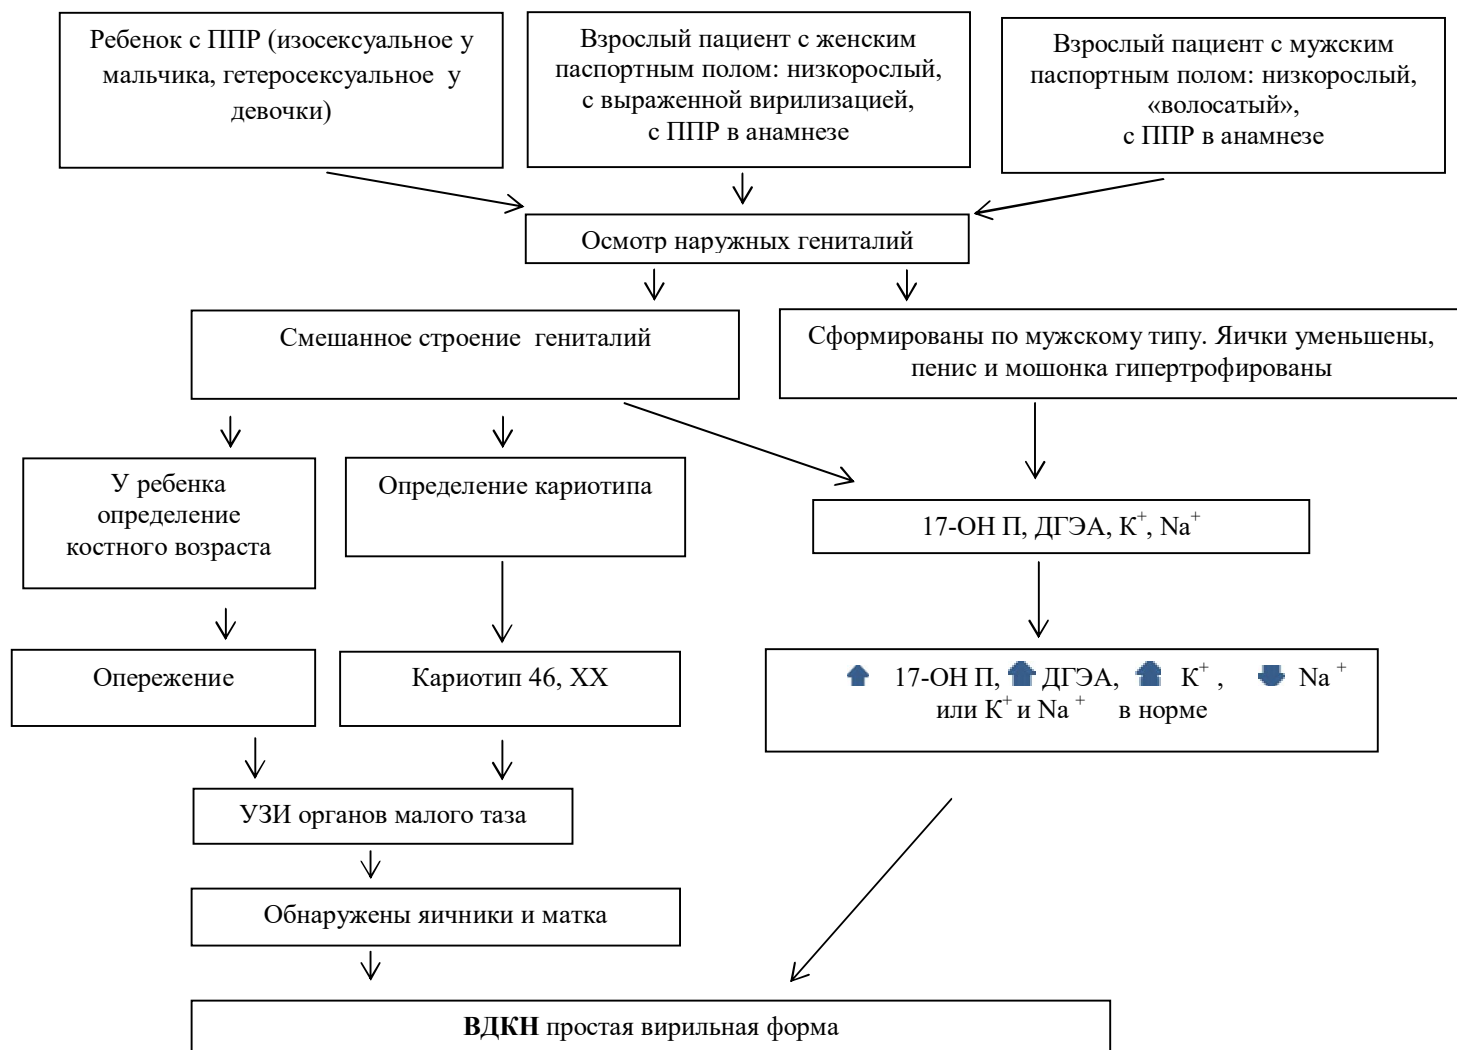 Ребенок с ППР (изосексуальное у
мальчика, гетеросексуальное у
девочки)
Взрослый пациент с женским
паспортным полом: низкорослый,
с выраженной вирилизацией,
с ППР в анамнезе
Взрослый пациент с мужским
паспортным полом: низкорослый,
«волосатый»,
с ППР в анамнезе
Осмотр наружных гениталий
Смешанное строение гениталий
Сформированы по мужскому типу. Яички уменьшены,
пенис и мошонка гипертрофированы
У ребенка
определение
костного возраста
Определение кариотипа
17-ОН П, ДГЭА, К⁺, Na⁺
Опережение
Кариотип 46, XX
17-ОН П, ДГЭА, К⁺ , Na ⁺
или К⁺ и Na ⁺ в норме
УЗИ органов малого таза
Обнаружены яичники и матка
ВДКН простая вирильная форма